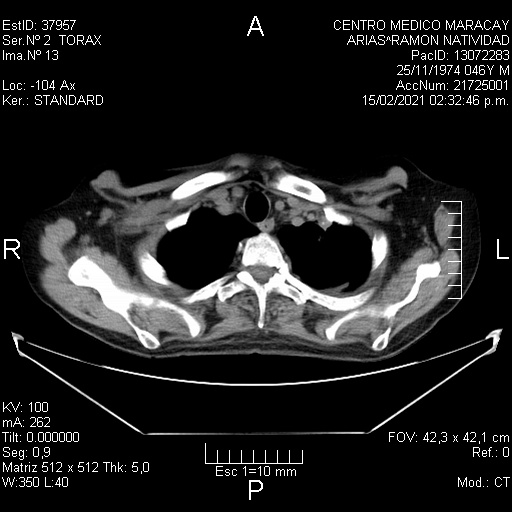 EstID: 37957
Ser.Nº 2 TORAX
Ima.Nº 13
Loc: -104 Ax
Ker.: STANDARD
A
CENTRO MEDICO MARACAY
ARIAS^RAMON NATIVIDAD
PacID: 13072283
25/11/1974 046Y M
AccNum: 21725001
15/02/2021 02:32:46 p.m.
R
L
KV: 100
mA: 262
Tilt: 0.000000
Seg: 0,9
Matriz 512 x 512 Thk: 5,0
W:350 L:40
Esc 1=10 mm
P
FOV: 42,3 x 42,1 cm
Ref.: 0
Mod.: CT